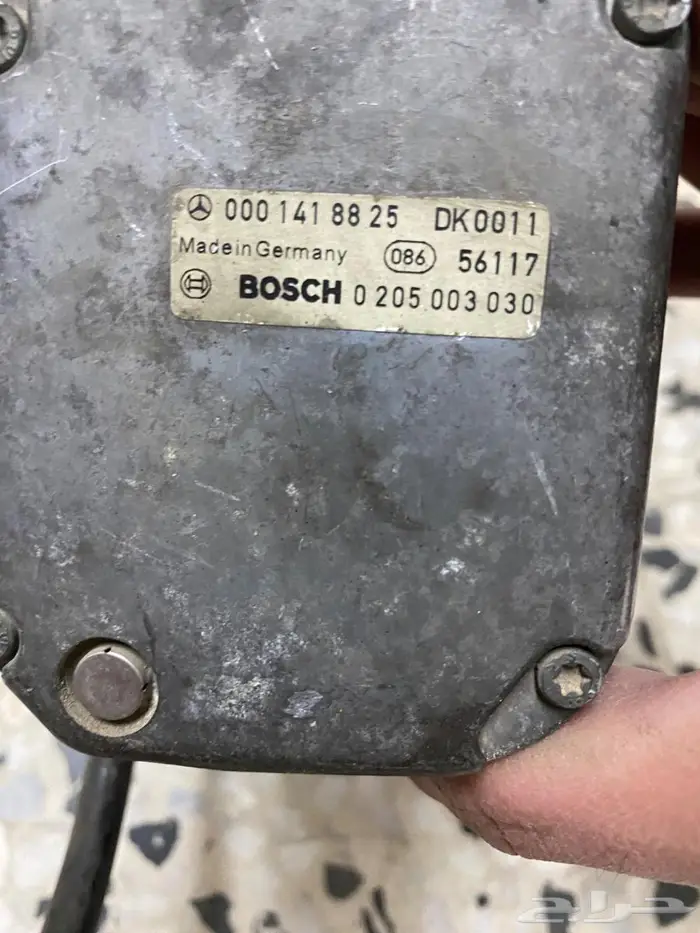 000 141 88 25 DK0011
Made in Germany 086 56117
BOSCH 0 205 003 030
حراج